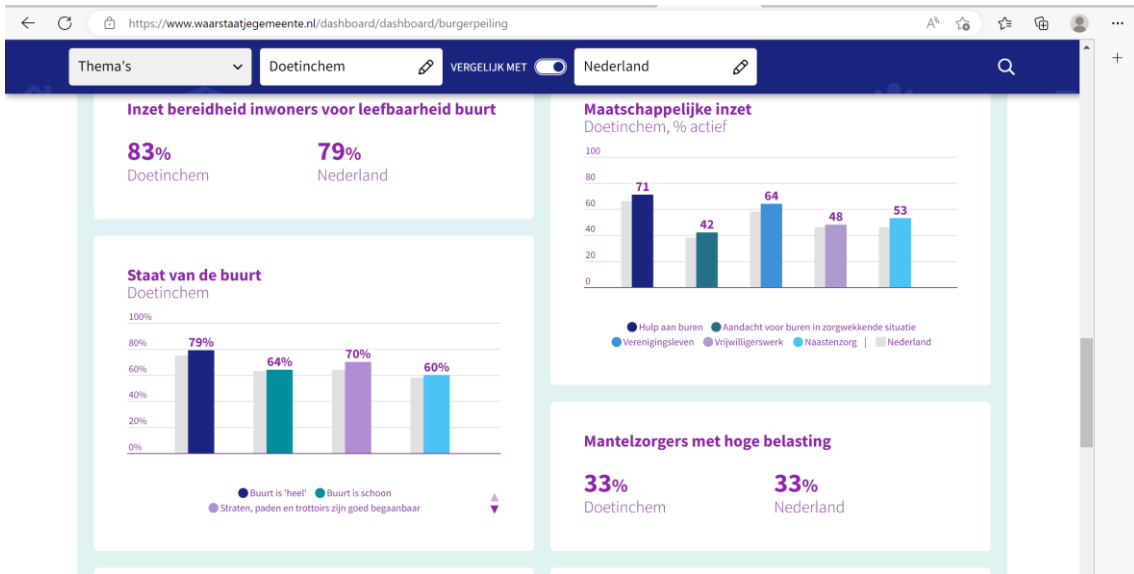 https://www.waarstaatjegemeente.nl/dashboard/dashboard/burgerpeiling
Thema's
Doetinchem
VERGELIJK MET
Nederland
Inzet bereidheid inwoners voor leefbaarheid buurt
83%
79%
Doetinchem
Nederland
Staat van de buurt
Doetinchem
100%
80%
60%
40%
20%
0%
79%
64%
70%
60%
Buurt is 'heel' Buurt is schoon
Straten, paden en trottoirs zijn goed begaanbaar
Maatschappelijke inzet
Doetinchem, % actief
100
80
60
40
20
0
71
42
64
48
53
Hulp aan buren Aandacht voor buren in zorgwekkende situatie
Verenigingsleven Vrijwilligerswerk Naastenzorg | Nederland
Mantelzorgers met hoge belasting
33%
33%
Doetinchem
Nederland